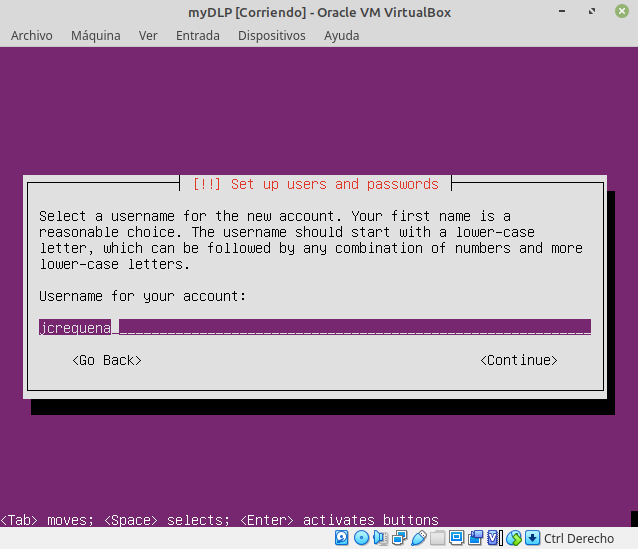 myDLP [Corriendo] - Oracle VM VirtualBox
Archivo Máquina Ver Entrada Dispositivos Ayuda
[!!] Set up users and passwords
Select a username for the new account. Your first name is a
reasonable choice. The username should start with a lower-case
letter, which can be followed by any combination of numbers and more
lower-case letters.
Username for your account:
jcrequena
<Go Back> <Continue>
<Tab> moves; <Space> selects; <Enter> activates buttons
Ctrl Derecho